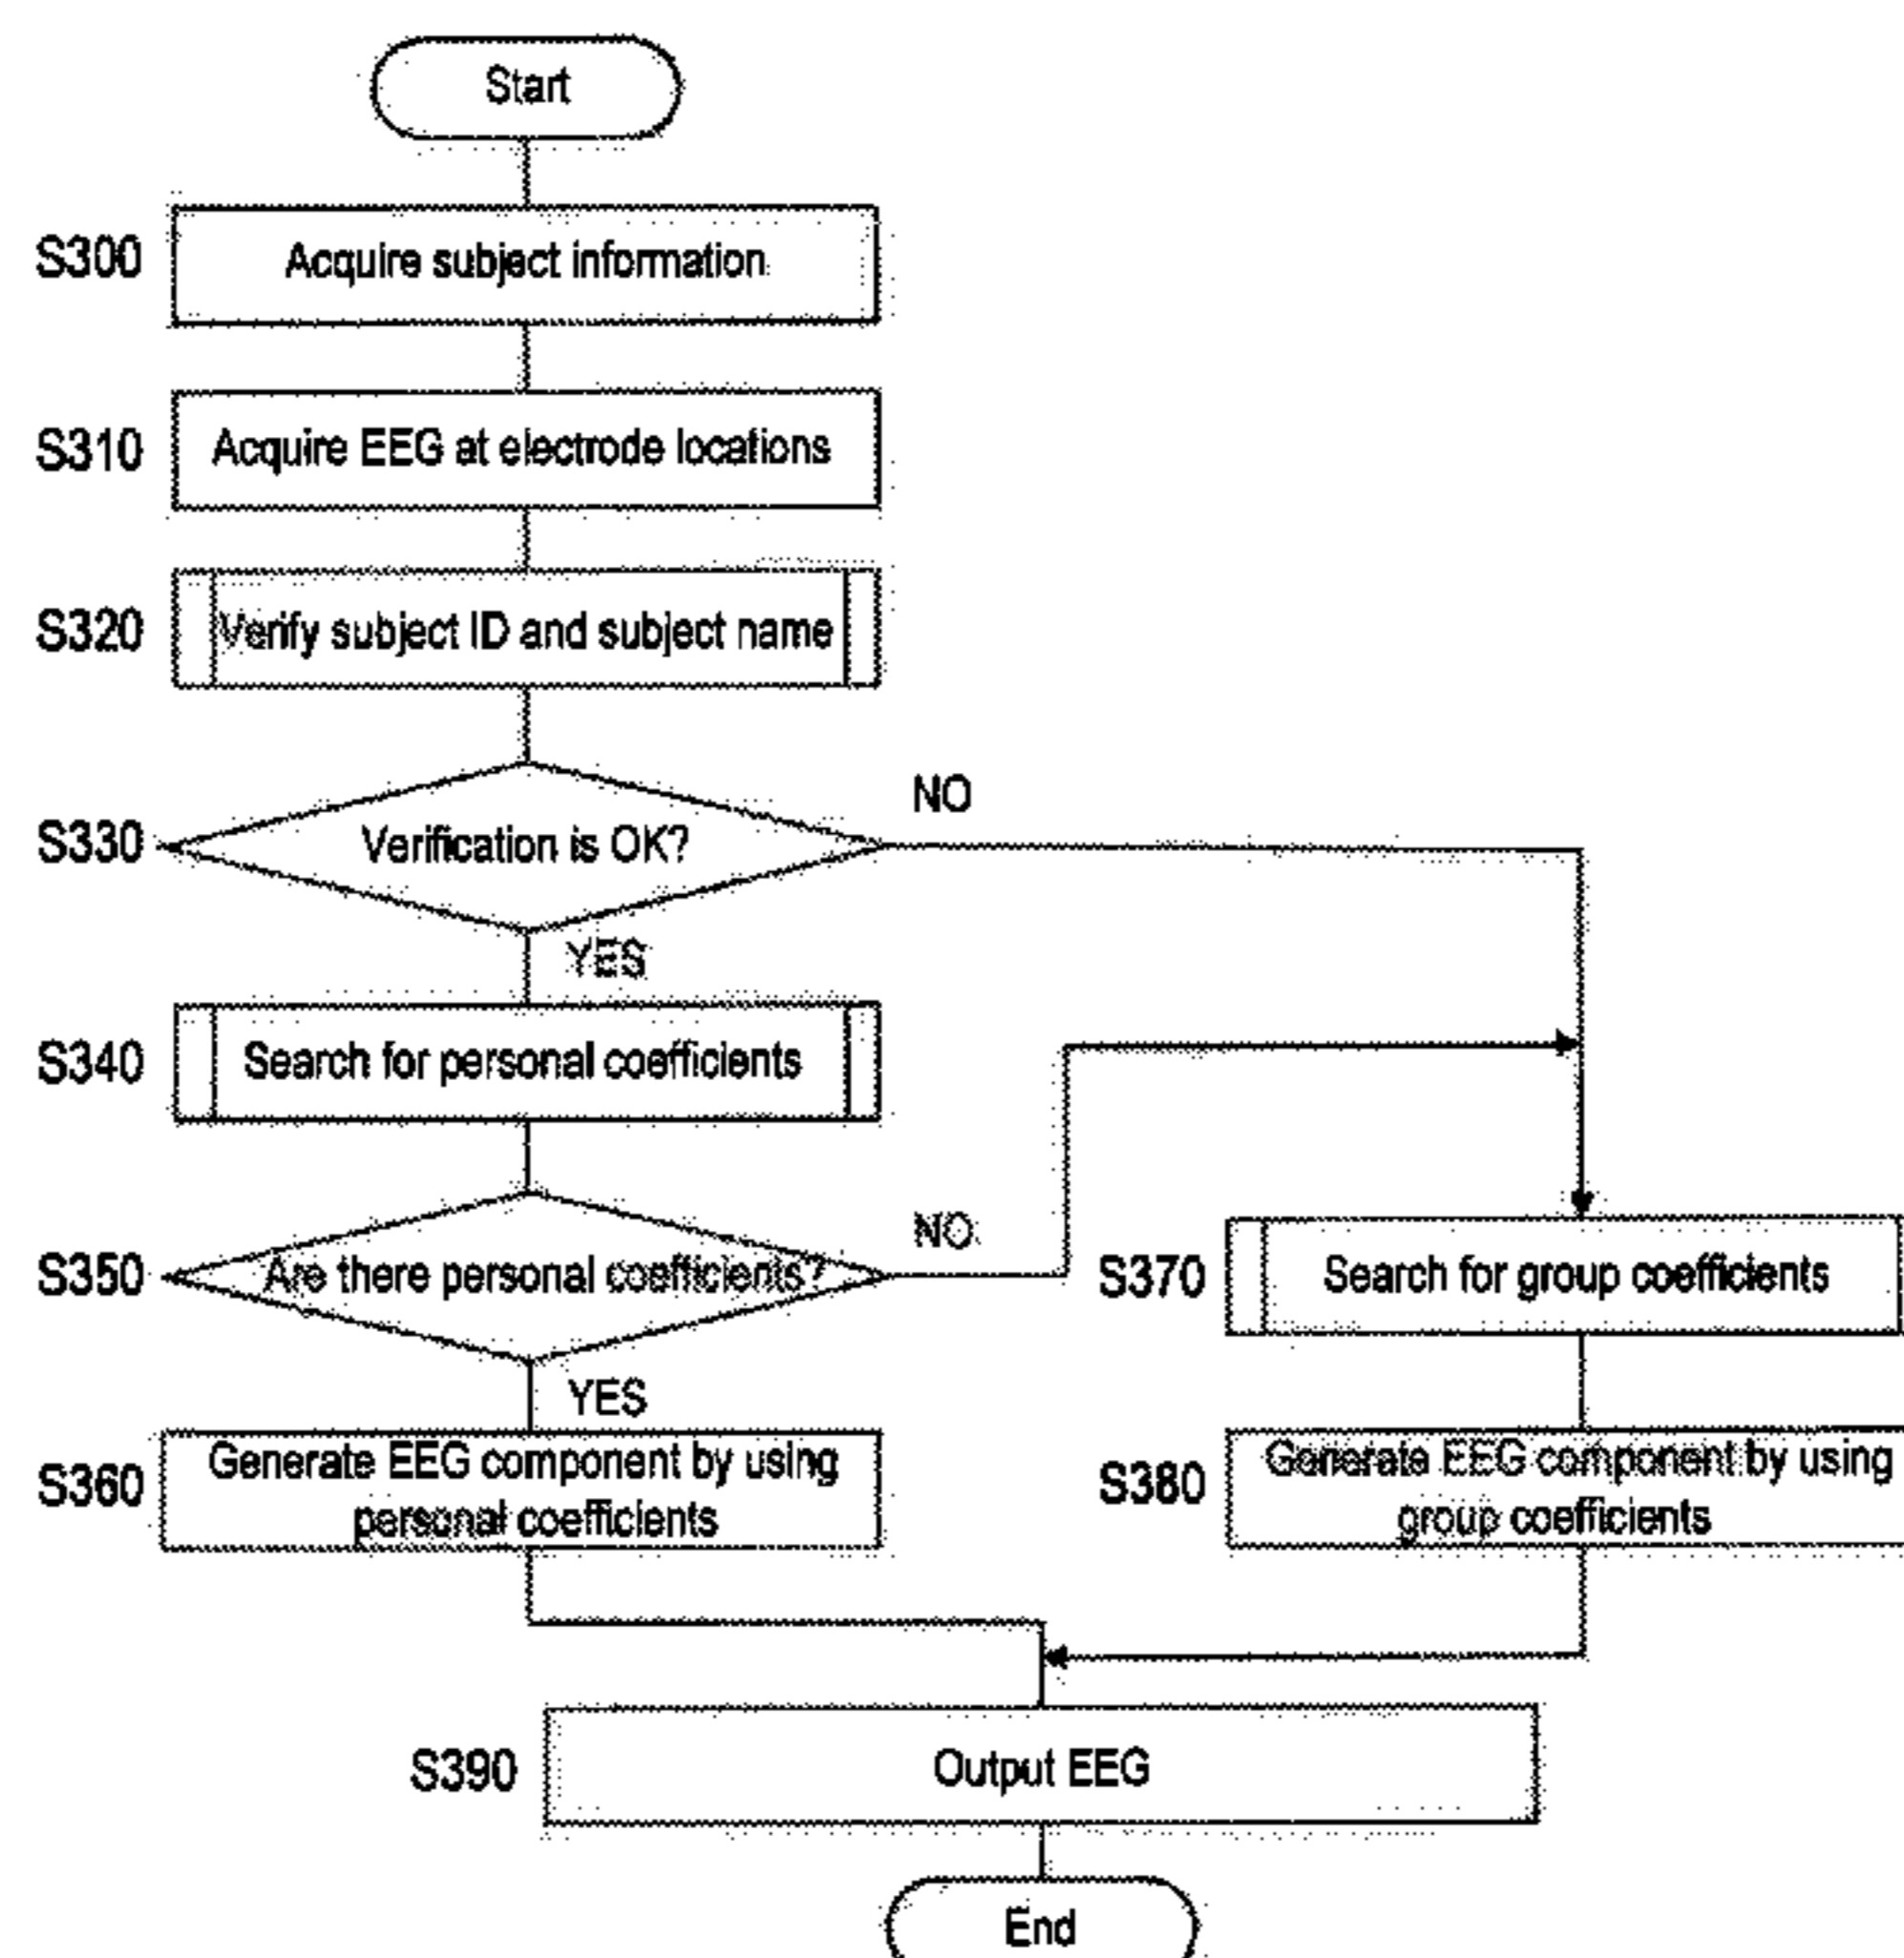 Start
S300
Acquire subject information
S310
Acquire EEG at electrode locations
S320
Verify subject ID and subject name
S330
Verification is OK?
NO
YES
S340
Search for personal coefficients
S350
Are there personal coefficients?
NO
YES
S360
Generate EEG component by using
personal coefficients
S370
Search for group coefficients
S380
Generate EEG component by using
group coefficients
S390
Output EEG
End